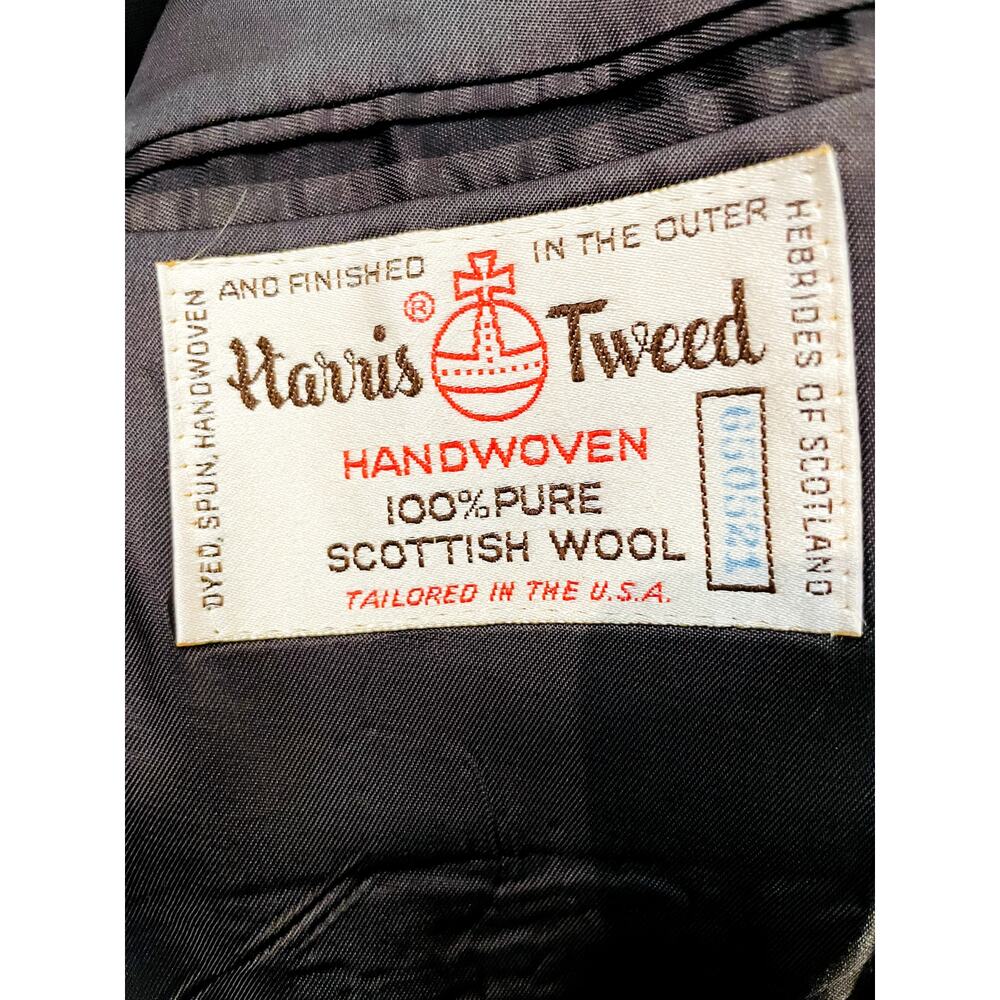 DYED, SPUN, HANDWOVEN
AND FINISHED
IN THE OUTER
HEBRIDES OF SCOTLAND
Harris ® Tweed
HANDWOVEN
100% PURE
SCOTTISH WOOL
TAILORED IN THE U.S.A.